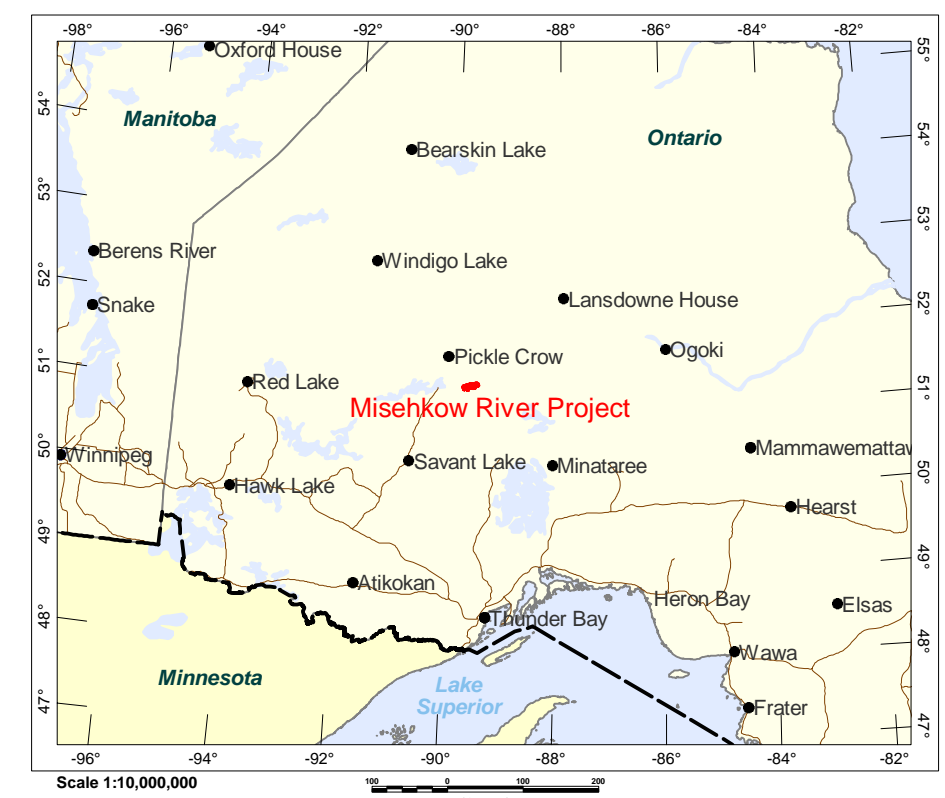 -98° -96° -94° -92° -90° -88° -86° -84° -82°
Oxford House
55°
54°
Manitoba
Ontario
54°
Bearskin Lake
53°
53°
Berens River
Windigo Lake
52°
Snake
Lansdowne House
52°
51°
Pickle Crow
Ogoki
Red Lake
51°
Misehkow River Project
50°
Winnipeg
Savant Lake
Minataree
Mammawemattaw
50°
Hawk Lake
Hearst
49°
49°
Atikokan
Heron Bay
Elsas
48°
Thunder Bay
48°
Wawa
Minnesota
Lake
Superior
47°
Frater
47°
-96° -94° -92° -90° -88° -86° -84° -82°
Scale 1:10,000,000
100 0 100 200